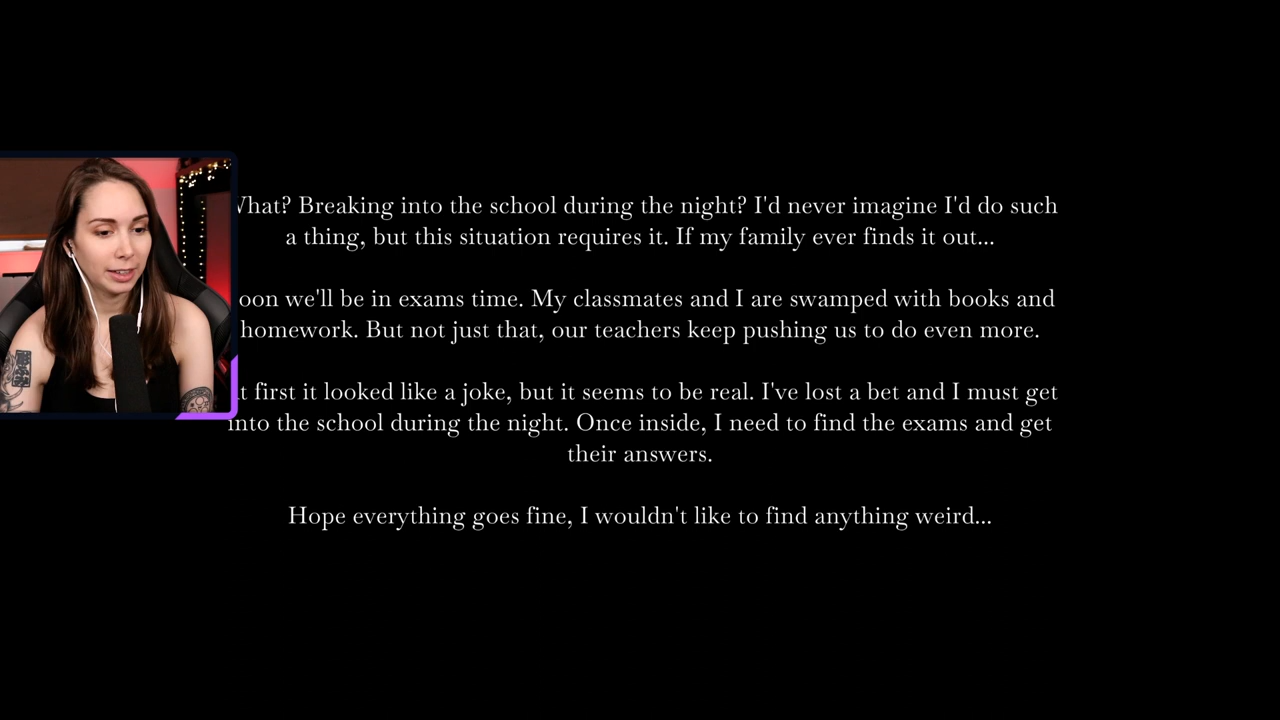 What? Breaking into the school during the night? I'd never imagine I'd do such
a thing, but this situation requires it. If my family ever finds it out...
oon we'll be in exams time. My classmates and I are swamped with books and
homework. But not just that, our teachers keep pushing us to do even more.
t first it looked like a joke, but it seems to be real. I've lost a bet and I must get
into the school during the night. Once inside, I need to find the exams and get
their answers.
Hope everything goes fine, I wouldn't like to find anything weird...